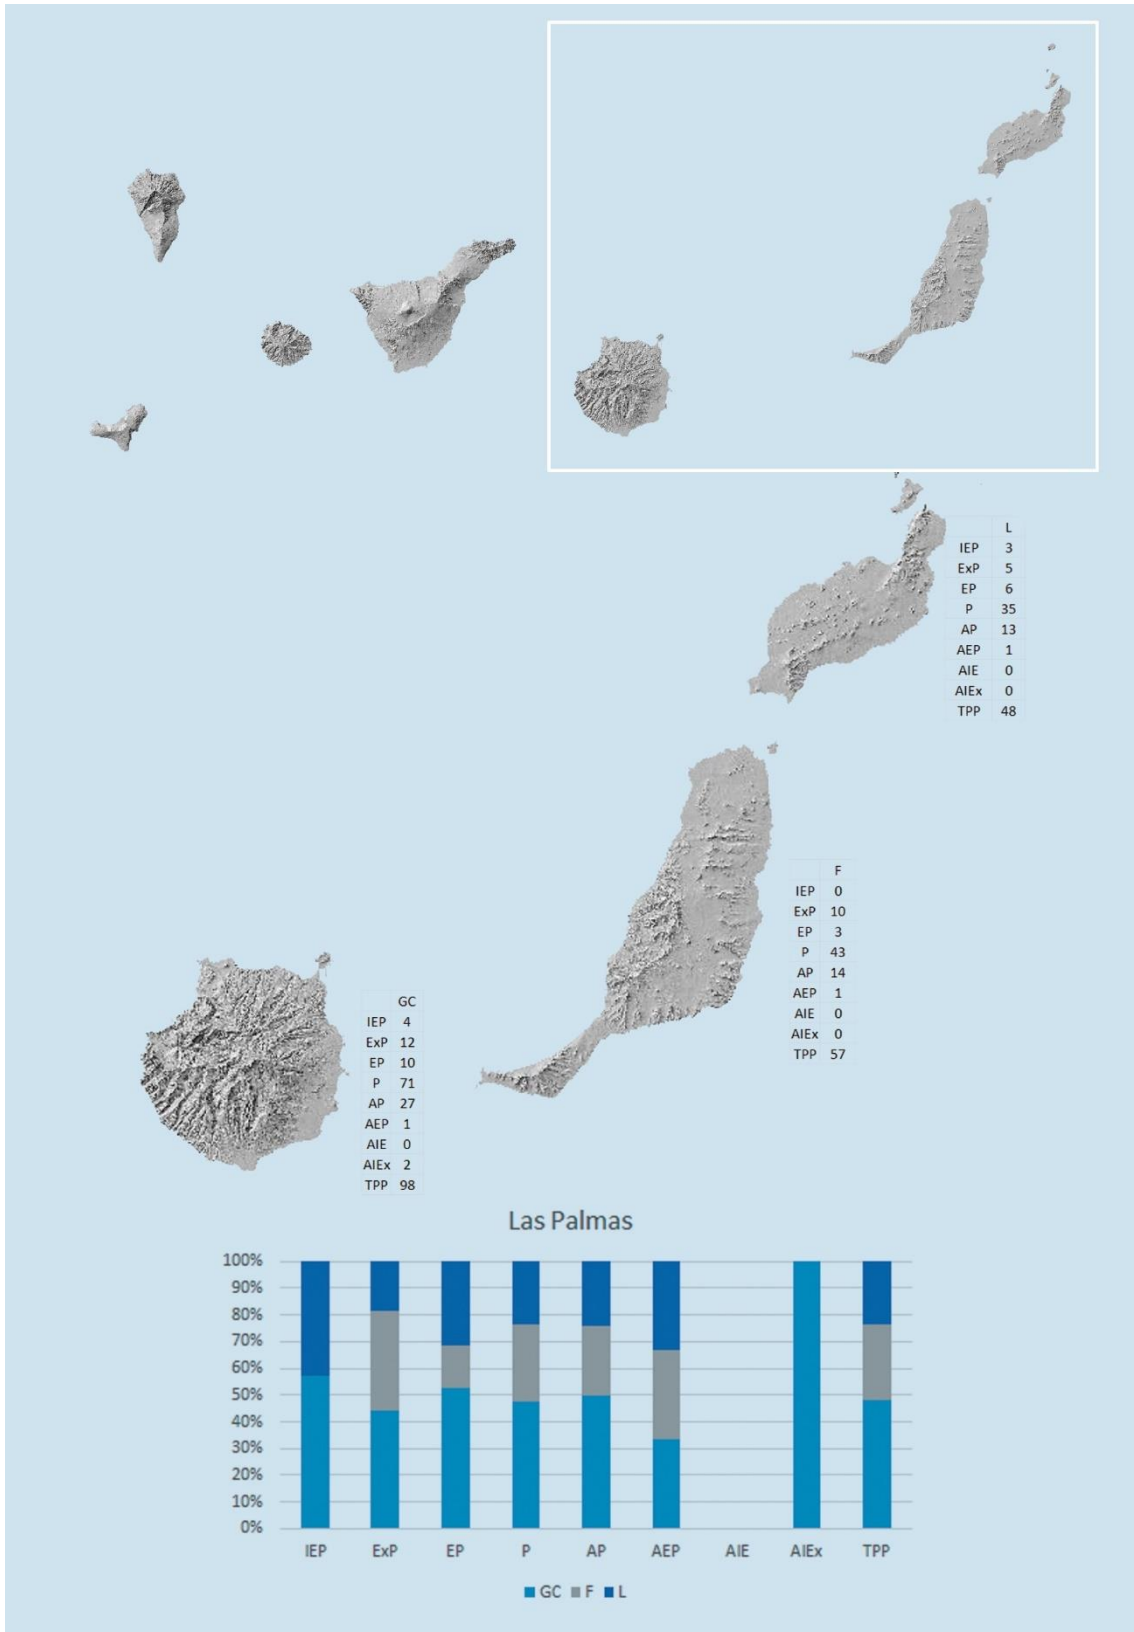 L
IEP 3
ExP 5
EP 6
P 35
AP 13
AEP 1
AIE 0
AIEx 0
TPP 48
F
IEP 0
ExP 10
EP 3
P 43
AP 14
AEP 1
AIE 0
AIEx 0
TPP 57
GC
IEP 4
ExP 12
EP 10
P 71
AP 27
AEP 1
AIE 0
AIEx 2
TPP 98
Las Palmas
100%
90%
80%
70%
60%
50%
40%
30%
20%
10%
0%
IEP ExP EP P AP AEP AIE AIEx TPP
GC F L